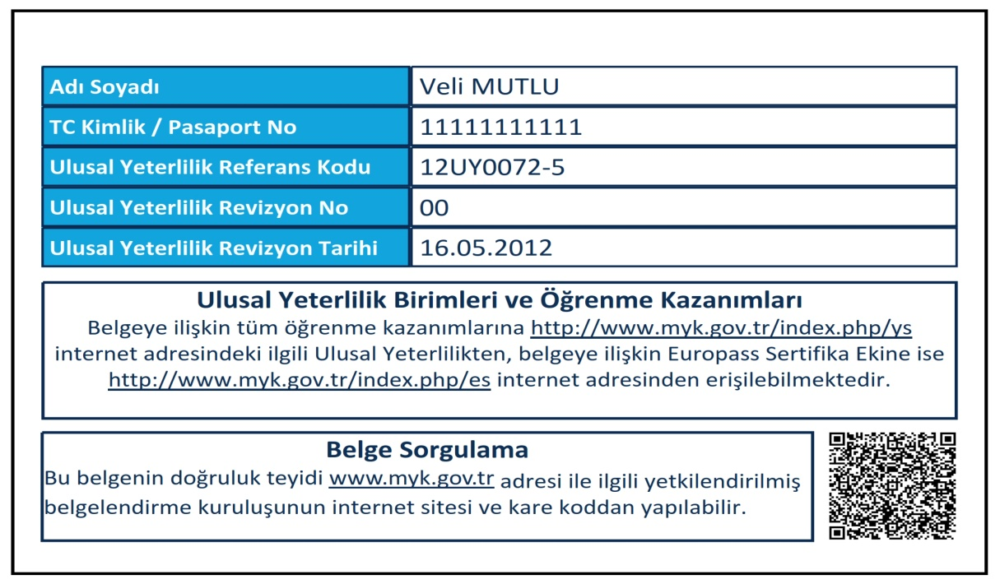 Adı Soyadı Veli MUTLU
TC Kimlik / Pasaport No 11111111111
Ulusal Yeterlilik Referans Kodu 12UY0072-5
Ulusal Yeterlilik Revizyon No 00
Ulusal Yeterlilik Revizyon Tarihi 16.05.2012
Ulusal Yeterlilik Birimleri ve Öğrenme Kazanımları
Belgeye ilişkin tüm öğrenme kazanımlarına http://www.myk.gov.tr/index.php/ys
internet adresindeki ilgili Ulusal Yeterlilikten, belgeye ilişkin Europass Sertifika Ekine ise
http://www.myk.gov.tr/index.php/es internet adresinden erişilebilmektedir.
Belge Sorgulama
Bu belgenin doğruluk teyidi www.myk.gov.tr adresi ile ilgili yetkilendirilmiş
belgelendirme kuruluşunun internet sitesi ve kare koddan yapılabilir.